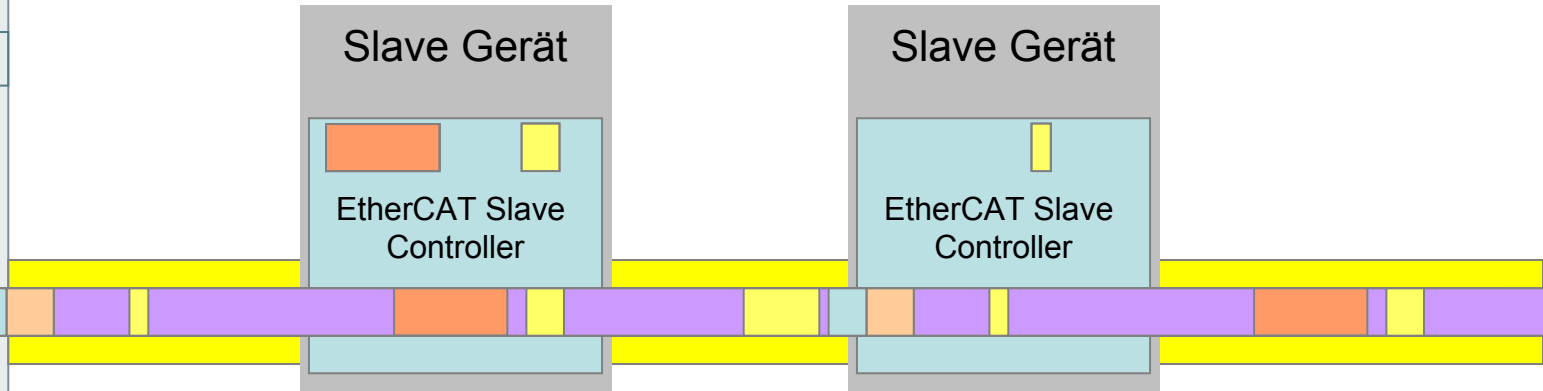 Slave Gerät
EtherCAT Slave
Controller
Slave Gerät
EtherCAT Slave
Controller